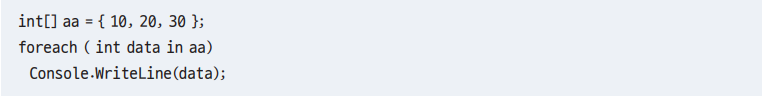 int[] aa = { 10, 20, 30 };
foreach ( int data in aa)
  Console.WriteLine(data);